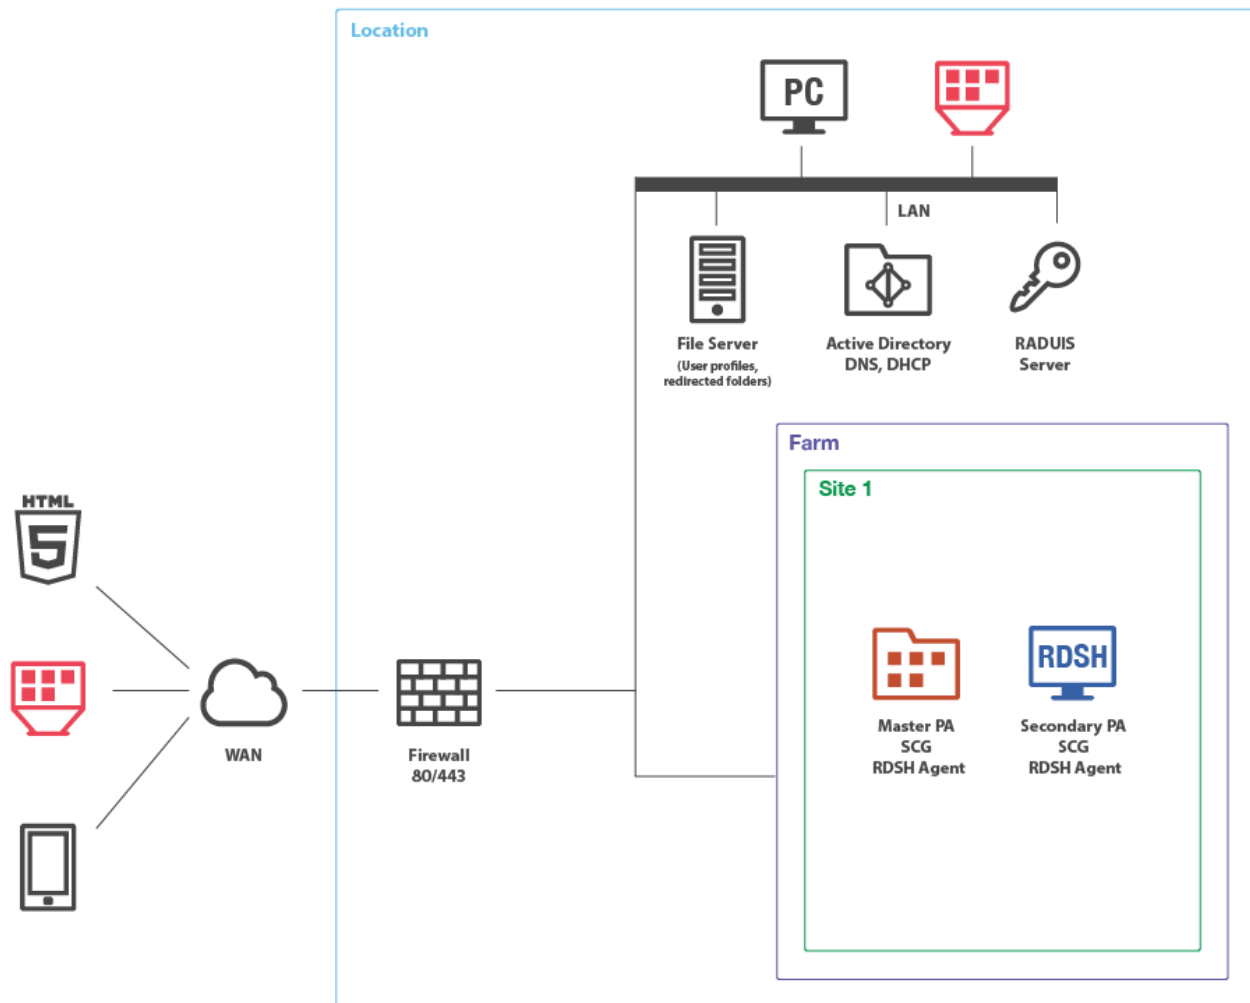 Location
PC
LAN
File Server
(User profiles,
redirected folders)
Active Directory
DNS, DHCP
RADUIS
Server
Farm
Site 1
HTML
5
WAN
Firewall
80/443
RDSH
Master PA
SCG
RDSH Agent
Secondary PA
SCG
RDSH Agent